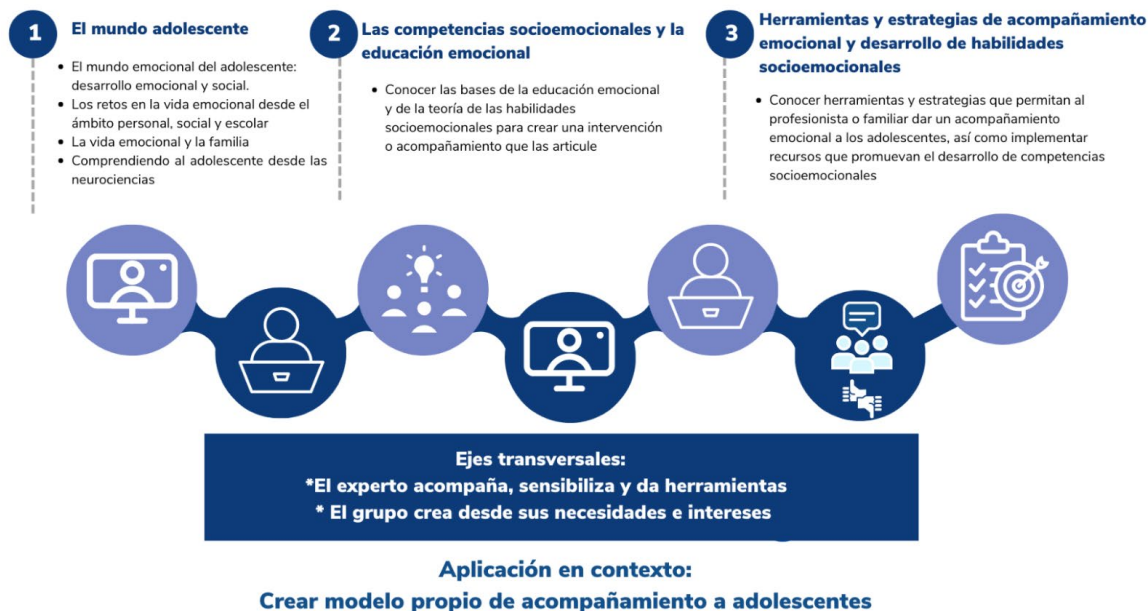 1
El mundo adolescente
• El mundo emocional del adolescente:
desarrollo emocional y social.
• Los retos en la vida emocional desde el
ámbito personal, social y escolar
• La vida emocional y la familia
• Comprendiendo al adolescente desde las
neurociencias
2
Las competencias socioemocionales y la
educación emocional
• Conocer las bases de la educación emocional
y de la teoría de las habilidades
socioemocionales para crear una intervención
o acompañamiento que las articule
3
Herramientas y estrategias de acompañamiento
emocional y desarrollo de habilidades
socioemocionales
• Conocer herramientas y estrategias que permitan al
profesionista o familiar dar un acompañamiento
emocional a los adolescentes, así como implementar
recursos que promuevan el desarrollo de competencias
socioemocionales
Ejes transversales:
*El experto acompaña, sensibiliza y da herramientas
* El grupo crea desde sus necesidades e intereses
Aplicación en contexto:
Crear modelo propio de acompañamiento a adolescentes